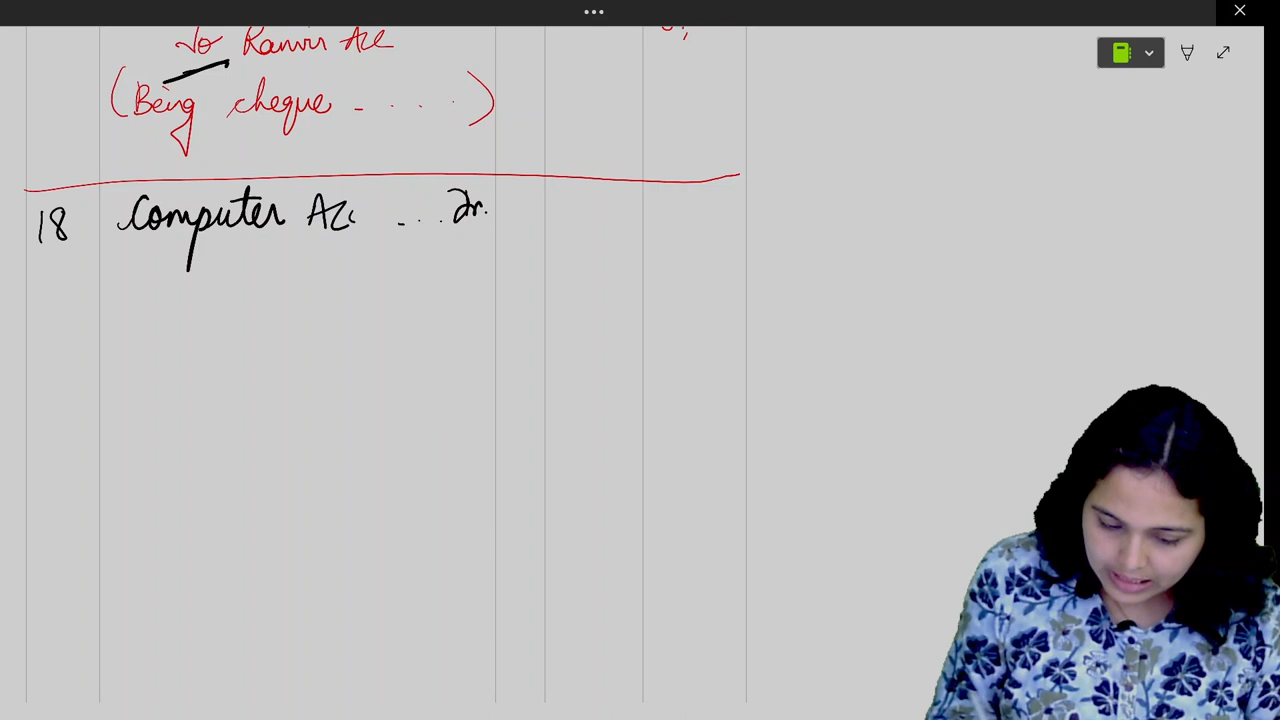 To Ranvir A/c
(Being cheque - . . . .)
18 Computer A/c - . . Dr.